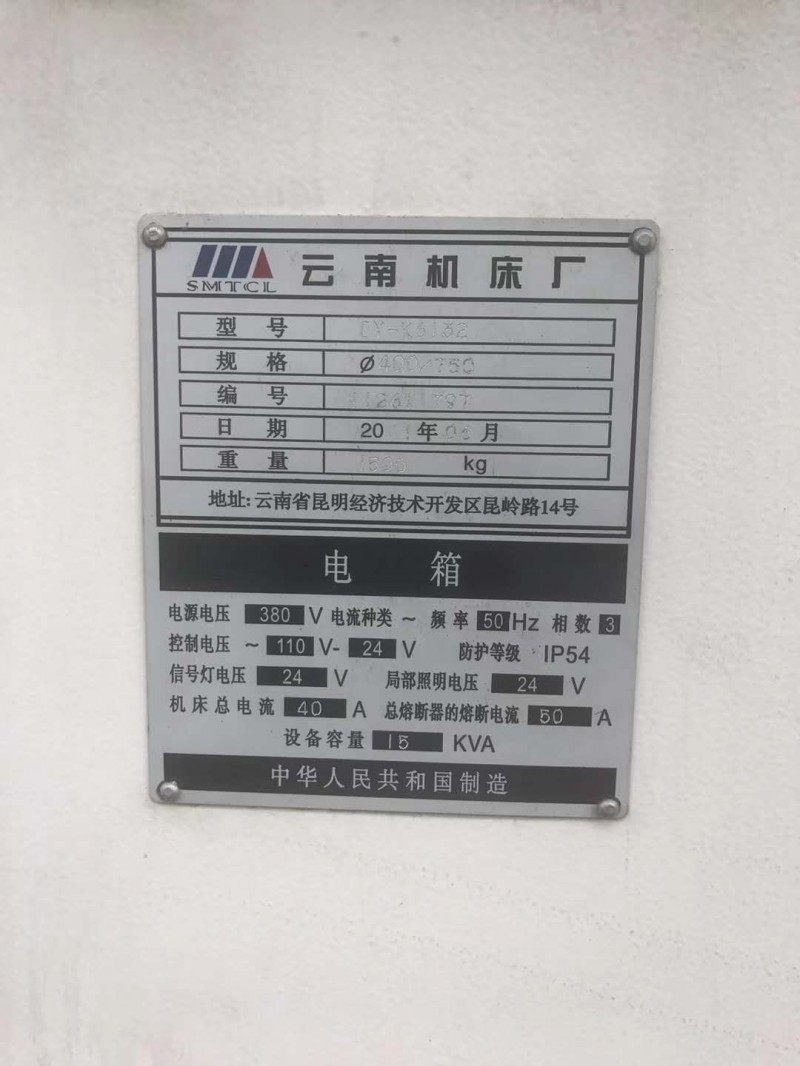 SMTCL 云南机床厂
型号
规格 Ø400/750
编号
日期 20 年 月
重量 kg
地址:云南省昆明经济技术开发区昆岭路14号
电箱
电源电压 380 V 电流种类 ~ 频率 50 Hz 相数 3
控制电压 ~ 110 V- 24 V 防护等级 IP54
信号灯电压 24 V 局部照明电压 24 V
机床总电流 40 A 总熔断器的熔断电流 50 A
设备容量 15 KVA
中华人民共和国制造